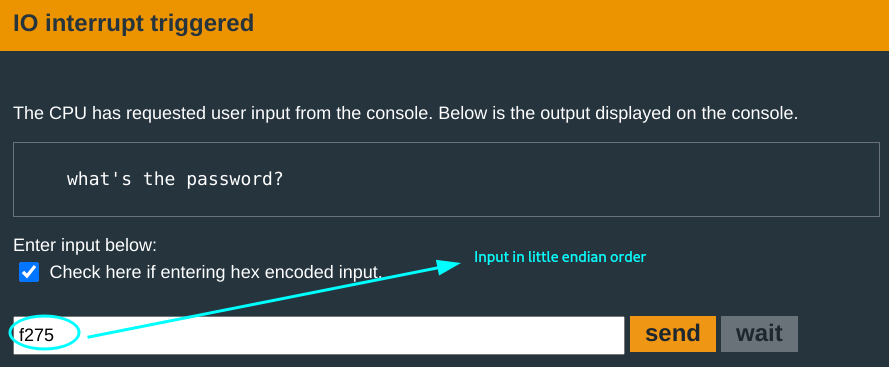 IO interrupt triggered
The CPU has requested user input from the console. Below is the output displayed on the console.
what's the password?
Enter input below:
Input in little endian order
Check here if entering hex encoded input.
f275
send
wait